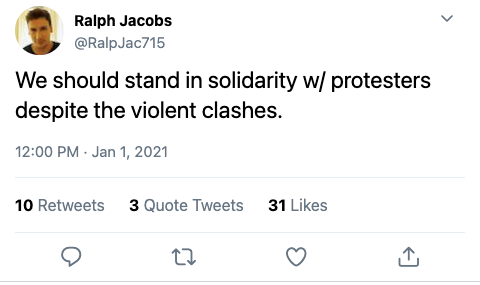 Ralph Jacobs
@RalpJac715
We should stand in solidarity w/ protesters
despite the violent clashes.
12:00 PM · Jan 1, 2021
10 Retweets 3 Quote Tweets 31 Likes